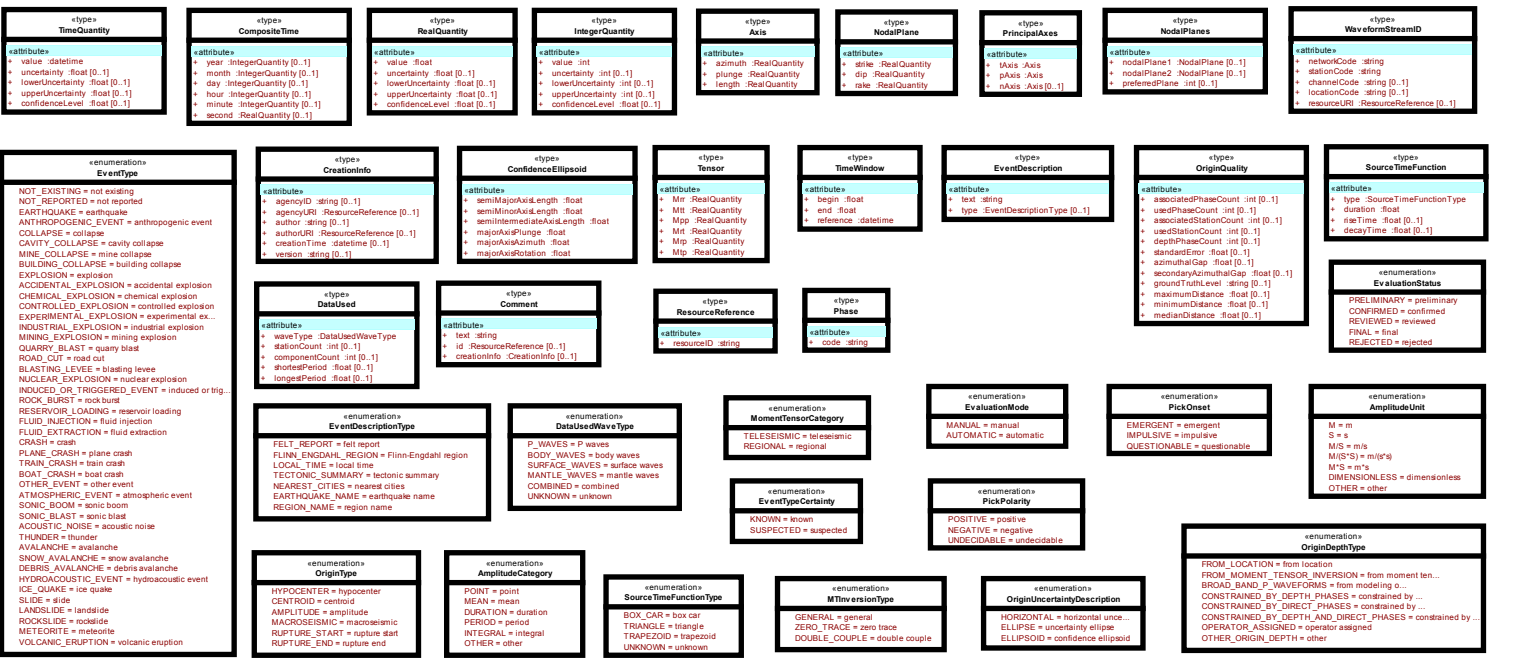 «type»
TimeQuantity
«attribute»
+ value :datetime
+ uncertainty :float [0..1]
+ lowerUncertainty :float [0..1]
+ upperUncertainty :float [0..1]
+ confidenceLevel :float [0..1]
«type»
CompositeTime
«attribute»
+ year :IntegerQuantity [0..1]
+ month :IntegerQuantity [0..1]
+ day :IntegerQuantity [0..1]
+ hour :IntegerQuantity [0..1]
+ minute :IntegerQuantity [0..1]
+ second :RealQuantity [0..1]
«type»
RealQuantity
«attribute»
+ value :float
+ uncertainty :float [0..1]
+ lowerUncertainty :float [0..1]
+ upperUncertainty :float [0..1]
+ confidenceLevel :float [0..1]
«type»
IntegerQuantity
«attribute»
+ value :int
+ uncertainty :int [0..1]
+ lowerUncertainty :int [0..1]
+ upperUncertainty :int [0..1]
+ confidenceLevel :float [0..1]
«type»
Axis
«attribute»
+ azimuth :RealQuantity
+ plunge :RealQuantity
+ length :RealQuantity
«type»
NodalPlane
«attribute»
+ strike :RealQuantity
+ dip :RealQuantity
+ rake :RealQuantity
«type»
PrincipalAxes
«attribute»
+ tAxis :Axis
+ pAxis :Axis
+ nAxis :Axis [0..1]
«type»
NodalPlanes
«attribute»
+ nodalPlane1 :NodalPlane [0..1]
+ nodalPlane2 :NodalPlane [0..1]
+ preferredPlane :int [0..1]
«type»
WaveformStreamID
«attribute»
+ networkCode :string
+ stationCode :string
+ channelCode :string [0..1]
+ locationCode :string [0..1]
+ resourceURI :ResourceReference [0..1]
«enumeration»
EventType
NOT_EXISTING = not existing
NOT_REPORTED = not reported
EARTHQUAKE = earthquake
ANTHROPOGENIC_EVENT = anthropogenic event
COLLAPSE = collapse
CAVITY_COLLAPSE = cavity collapse
MINE_COLLAPSE = mine collapse
BUILDING_COLLAPSE = building collapse
EXPLOSION = explosion
ACCIDENTAL_EXPLOSION = accidental explosion
CHEMICAL_EXPLOSION = chemical explosion
CONTROLLED_EXPLOSION = controlled explosion
EXPERIMENTAL_EXPLOSION = experimental ex...
INDUSTRIAL_EXPLOSION = industrial explosion
MINING_EXPLOSION = mining explosion
QUARRY_BLAST = quarry blast
ROAD_CUT = road cut
BLASTING_LEVEE = blasting levee
NUCLEAR_EXPLOSION = nuclear explosion
INDUCED_OR_TRIGGERED_EVENT = induced or trig...
ROCK_BURST = rock burst
RESERVOIR_LOADING = reservoir loading
FLUID_INJECTION = fluid injection
FLUID_EXTRACTION = fluid extraction
CRASH = crash
PLANE_CRASH = plane crash
TRAIN_CRASH = train crash
BOAT_CRASH = boat crash
OTHER_EVENT = other event
ATMOSPHERIC_EVENT = atmospheric event
SONIC_BOOM = sonic boom
SONIC_BLAST = sonic blast
ACOUSTIC_NOISE = acoustic noise
THUNDER = thunder
AVALANCHE = avalanche
SNOW_AVALANCHE = snow avalanche
DEBRIS_AVALANCHE = debris avalanche
HYDROACOUSTIC_EVENT = hydroacoustic event
ICE_QUAKE = ice quake
SLIDE = slide
LANDSLIDE = landslide
ROCKSLIDE = rockslide
METEORITE = meteorite
VOLCANIC_ERUPTION = volcanic eruption
«type»
CreationInfo
«attribute»
+ agencyID :string [0..1]
+ agencyURI :ResourceReference [0..1]
+ author :string [0..1]
+ authorURI :ResourceReference [0..1]
+ creationTime :datetime [0..1]
+ version :string [0..1]
«type»
ConfidenceEllipsoid
«attribute»
+ semiMajorAxisLength :float
+ semiMinorAxisLength :float
+ semiIntermediateAxisLength :float
+ majorAxisPlunge :float
+ majorAxisAzimuth :float
+ majorAxisRotation :float
«type»
Tensor
«attribute»
+ Mrr :RealQuantity
+ Mtt :RealQuantity
+ Mpp :RealQuantity
+ Mrt :RealQuantity
+ Mrp :RealQuantity
+ Mtp :RealQuantity
«type»
TimeWindow
«attribute»
+ begin :float
+ end :float
+ reference :datetime
«type»
EventDescription
«attribute»
+ text :string
+ type :EventDescriptionType [0..1]
«type»
OriginQuality
«attribute»
+ associatedPhaseCount :int [0..1]
+ usedPhaseCount :int [0..1]
+ associatedStationCount :int [0..1]
+ usedStationCount :int [0..1]
+ depthPhaseCount :int [0..1]
+ standardError :float [0..1]
+ azimuthalGap :float [0..1]
+ secondaryAzimuthalGap :float [0..1]
+ groundTruthLevel :string [0..1]
+ maximumDistance :float [0..1]
+ minimumDistance :float [0..1]
+ medianDistance :float [0..1]
«type»
SourceTimeFunction
«attribute»
+ type :SourceTimeFunctionType
+ duration :float
+ riseTime :float [0..1]
+ decayTime :float [0..1]
«enumeration»
EvaluationStatus
PRELIMINARY = preliminary
CONFIRMED = confirmed
REVIEWED = reviewed
FINAL = final
REJECTED = rejected
«type»
DataUsed
«attribute»
+ waveType :DataUsedWaveType
+ stationCount :int [0..1]
+ componentCount :int [0..1]
+ shortestPeriod :float [0..1]
+ longestPeriod :float [0..1]
«type»
Comment
«attribute»
+ text :string
+ id :ResourceReference [0..1]
+ creationInfo :CreationInfo [0..1]
«type»
ResourceReference
«attribute»
+ resourceID :string
«type»
Phase
«attribute»
+ code :string
«enumeration»
EventDescriptionType
FELT_REPORT = felt report
FLINN_ENGDAHL_REGION = Flinn-Engdahl region
LOCAL_TIME = local time
TECTONIC_SUMMARY = tectonic summary
NEAREST_CITIES = nearest cities
EARTHQUAKE_NAME = earthquake name
REGION_NAME = region name
«enumeration»
DataUsedWaveType
P_WAVES = P waves
BODY_WAVES = body waves
SURFACE_WAVES = surface waves
MANTLE_WAVES = mantle waves
COMBINED = combined
UNKNOWN = unknown
«enumeration»
MomentTensorCategory
TELESEISMIC = teleseismic
REGIONAL = regional
«enumeration»
EvaluationMode
MANUAL = manual
AUTOMATIC = automatic
«enumeration»
PickOnset
EMERGENT = emergent
IMPULSIVE = impulsive
QUESTIONABLE = questionable
«enumeration»
AmplitudeUnit
M = m
S = s
M/S = m/s
M/(S*S) = m/(s*s)
M*S = m*s
DIMENSIONLESS = dimensionless
OTHER = other
«enumeration»
EventTypeCertainty
KNOWN = known
SUSPECTED = suspected
«enumeration»
PickPolarity
POSITIVE = positive
NEGATIVE = negative
UNDECIDABLE = undecidable
«enumeration»
OriginType
HYPOCENTER = hypocenter
CENTROID = centroid
AMPLITUDE = amplitude
MACROSEISMIC = macroseismic
RUPTURE_START = rupture start
RUPTURE_END = rupture end
«enumeration»
AmplitudeCategory
POINT = point
MEAN = mean
DURATION = duration
PERIOD = period
INTEGRAL = integral
OTHER = other
«enumeration»
SourceTimeFunctionType
BOX_CAR = box car
TRIANGLE = triangle
TRAPEZOID = trapezoid
UNKNOWN = unknown
«enumeration»
MTInversionType
GENERAL = general
ZERO_TRACE = zero trace
DOUBLE_COUPLE = double couple
«enumeration»
OriginUncertaintyDescription
HORIZONTAL = horizontal unce...
ELLIPSE = uncertainty ellipse
ELLIPSOID = confidence ellipsoid
«enumeration»
OriginDepthType
FROM_LOCATION = from location
FROM_MOMENT_TENSOR_INVERSION = from moment ten...
BROAD_BAND_P_WAVEFORMS = from modeling o...
CONSTRAINED_BY_DEPTH_PHASES = constrained by ...
CONSTRAINED_BY_DIRECT_PHASES = constrained by ...
CONSTRAINED_BY_DEPTH_AND_DIRECT_PHASES = constrained by ...
OPERATOR_ASSIGNED = operator assigned
OTHER_ORIGIN_DEPTH = other